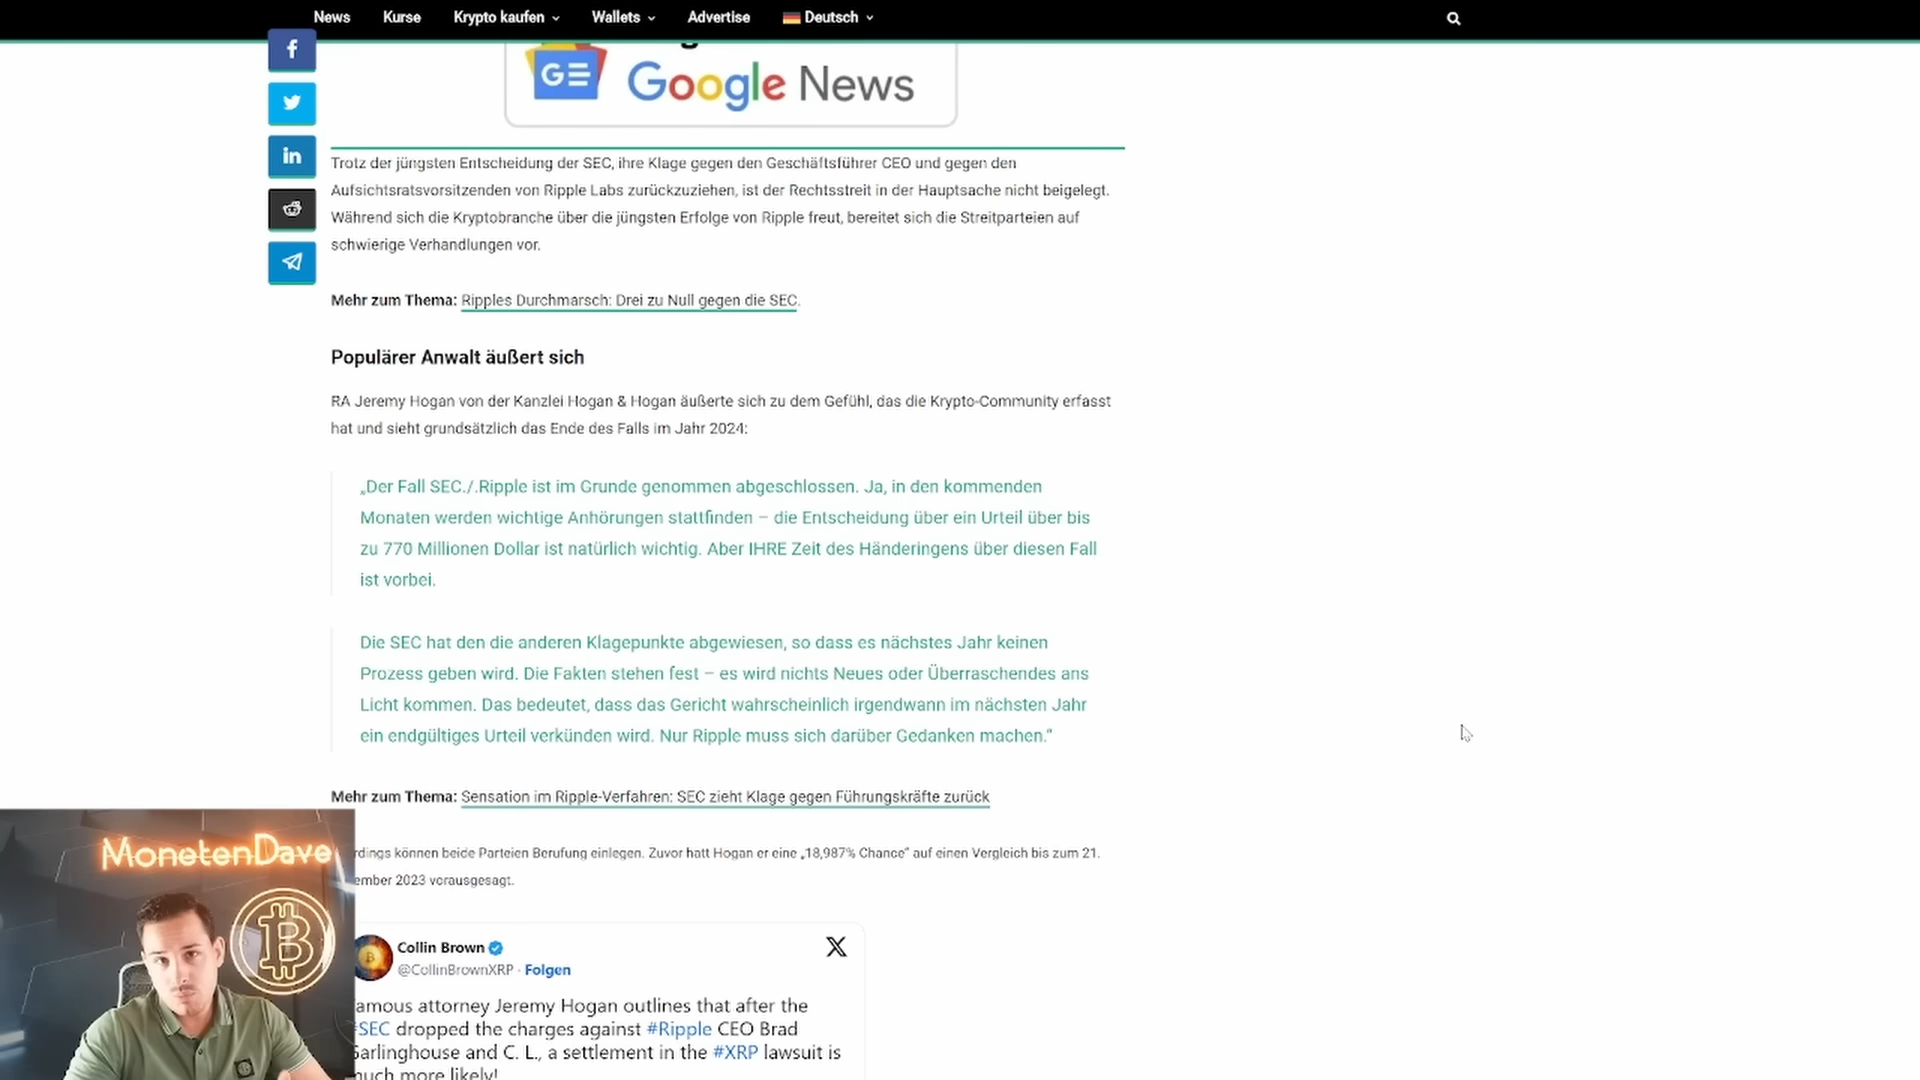 News Kurse Krypto kaufen Wallets Advertise Deutsch
GE Google News
Trotz der jüngsten Entscheidung der SEC, ihre Klage gegen den Geschäftsführer CEO und gegen den
Aufsichtsratsvorsitzenden von Ripple Labs zurückzuziehen, ist der Rechtsstreit in der Hauptsache nicht beigelegt.
Während sich die Kryptobranche über die jüngsten Erfolge von Ripple freut, bereitet sich die Streitparteien auf
schwierige Verhandlungen vor.
Mehr zum Thema: Ripples Durchmarsch: Drei zu Null gegen die SEC.
Populärer Anwalt äußert sich
RA Jeremy Hogan von der Kanzlei Hogan & Hogan äußerte sich zu dem Gefühl, das die Krypto-Community erfasst
hat und sieht grundsätzlich das Ende des Falls im Jahr 2024:
„Der Fall SEC./.Ripple ist im Grunde genommen abgeschlossen. Ja, in den kommenden
Monaten werden wichtige Anhörungen stattfinden – die Entscheidung über ein Urteil über bis
zu 770 Millionen Dollar ist natürlich wichtig. Aber IHRE Zeit des Händeringens über diesen Fall
ist vorbei.
Die SEC hat den die anderen Klagepunkte abgewiesen, so dass es nächstes Jahr keinen
Prozess geben wird. Die Fakten stehen fest – es wird nichts Neues oder Überraschendes ans
Licht kommen. Das bedeutet, dass das Gericht wahrscheinlich irgendwann im nächsten Jahr
ein endgültiges Urteil verkünden wird. Nur Ripple muss sich darüber Gedanken machen.“
Mehr zum Thema: Sensation im Ripple-Verfahren: SEC zieht Klage gegen Führungskräfte zurück
rdings können beide Parteien Berufung einlegen. Zuvor hatt Hogan er eine „18,987% Chance“ auf einen Vergleich bis zum 21.
ember 2023 vorausgesagt.
MonetenDave
Collin Brown
@CollinBrownXRP · Folgen
amous attorney Jeremy Hogan outlines that after the
#SEC dropped the charges against #Ripple CEO Brad
Garlinghouse and C. L., a settlement in the #XRP lawsuit is
much more likely!